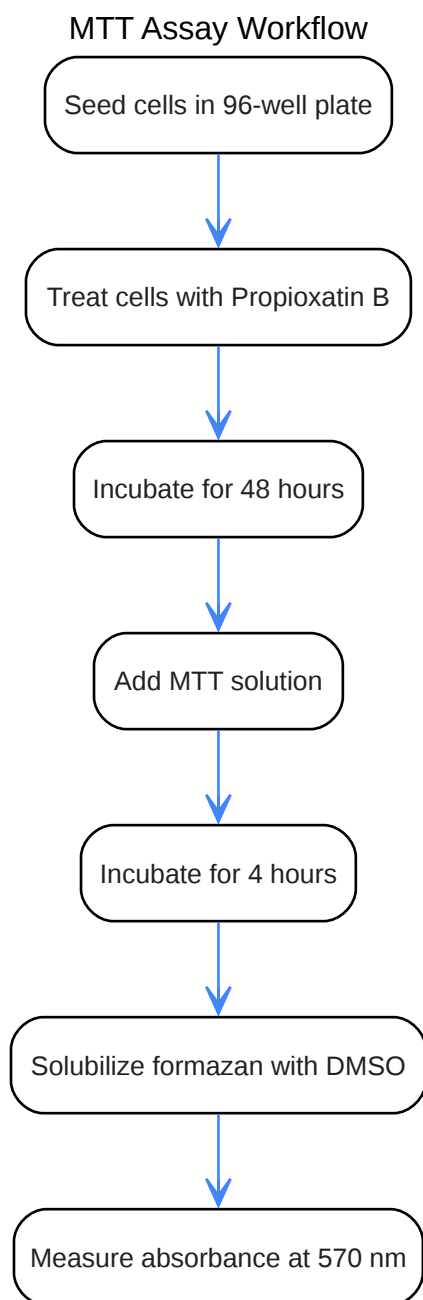 MTT Assay Workflow
Seed cells in 96-well plate
Treat cells with Propioxatin B
Incubate for 48 hours
Add MTT solution
Incubate for 4 hours
Solubilize formazan with DMSO
Measure absorbance at 570 nm